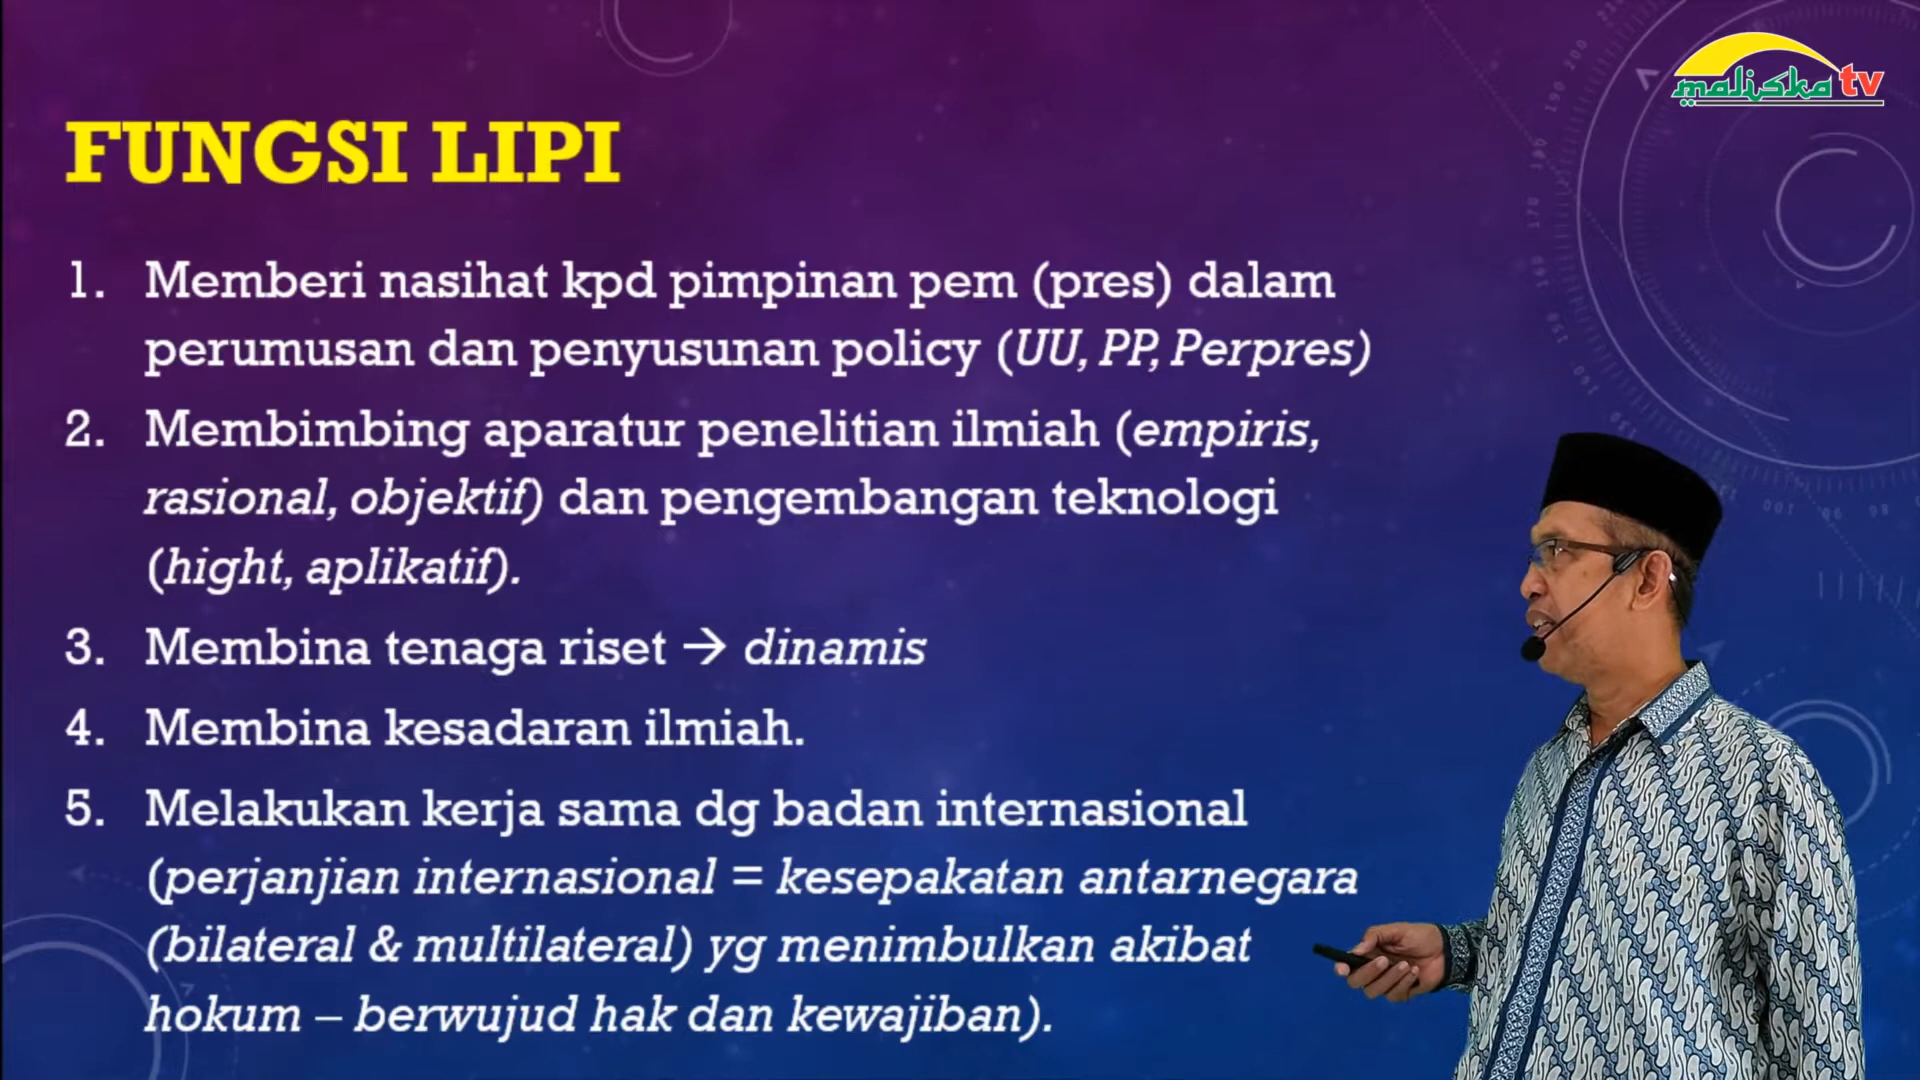 maliska tv
FUNGSI LIPI
1. Memberi nasihat kpd pimpinan pem (pres) dalam
perumusan dan penyusunan policy (UU, PP, Perpres)
2. Membimbing aparatur penelitian ilmiah (empiris,
rasional, objektif) dan pengembangan teknologi
(hight, aplikatif).
3. Membina tenaga riset → dinamis
4. Membina kesadaran ilmiah.
5. Melakukan kerja sama dg badan internasional
(perjanjian internasional = kesepakatan antarnegara
(bilateral & multilateral) yg menimbulkan akibat
hokum – berwujud hak dan kewajiban).